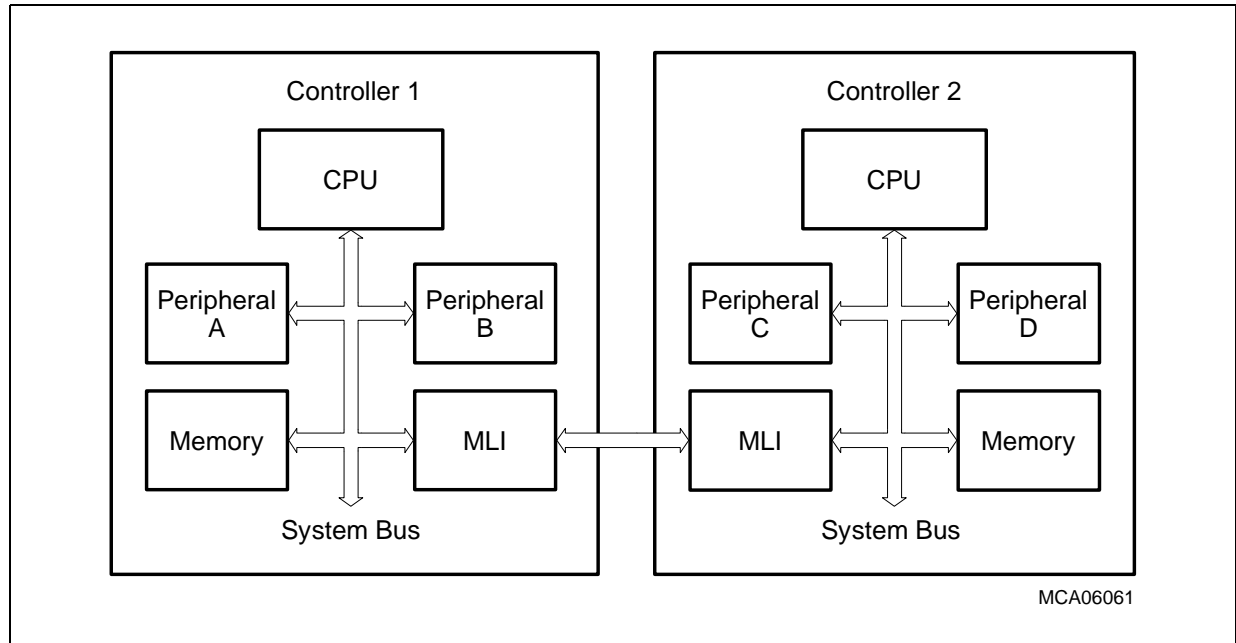 Controller 1
CPU
Peripheral
A
Peripheral
B
Memory
MLI
System Bus
Controller 2
CPU
Peripheral
C
Peripheral
D
MLI
Memory
System Bus
MCA06061